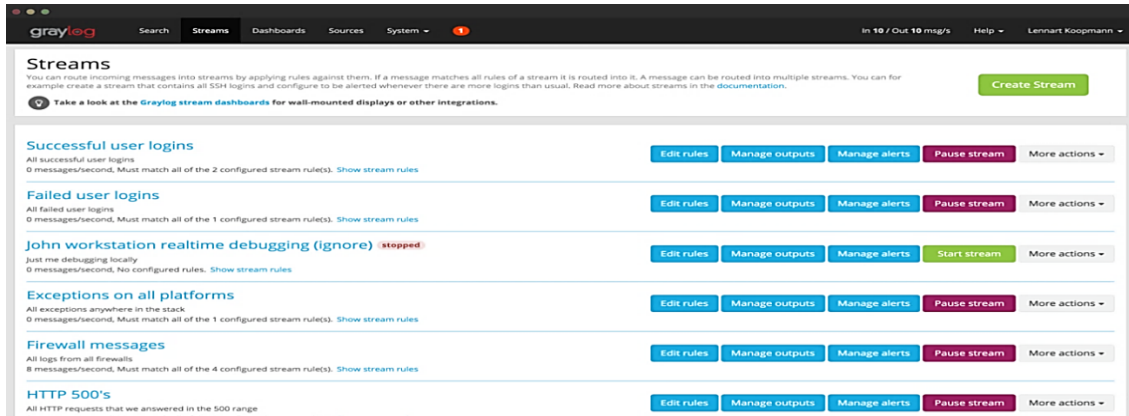 graylog Search Streams Dashboards Sources System 1 In 10 / Out 10 msg/s Help Lennart Koopmann
Streams
You can route incoming messages into streams by applying rules against them. If a message matches all rules of a stream it is routed into it. A message can be routed into multiple streams. You can for
example create a stream that contains all SSH logins and configure to be alerted whenever there are more logins than usual. Read more about streams in the documentation.
Create Stream
Take a look at the Graylog stream dashboards for wall-mounted displays or other integrations.
Successful user logins
All successful user logins
0 messages/second, Must match all of the 2 configured stream rule(s). Show stream rules
Edit rules Manage outputs Manage alerts Pause stream More actions
Failed user logins
All failed user logins
0 messages/second, Must match all of the 1 configured stream rule(s). Show stream rules
Edit rules Manage outputs Manage alerts Pause stream More actions
John workstation realtime debugging (ignore) stopped
Just me debugging locally
0 messages/second, No configured rules. Show stream rules
Edit rules Manage outputs Manage alerts Start stream More actions
Exceptions on all platforms
All exceptions anywhere in the stack
0 messages/second, Must match all of the 1 configured stream rule(s). Show stream rules
Edit rules Manage outputs Manage alerts Pause stream More actions
Firewall messages
All logs from all firewalls
8 messages/second, Must match all of the 4 configured stream rule(s). Show stream rules
Edit rules Manage outputs Manage alerts Pause stream More actions
HTTP 500's
All HTTP requests that we answered in the 500 range
Edit rules Manage outputs Manage alerts Pause stream More actions